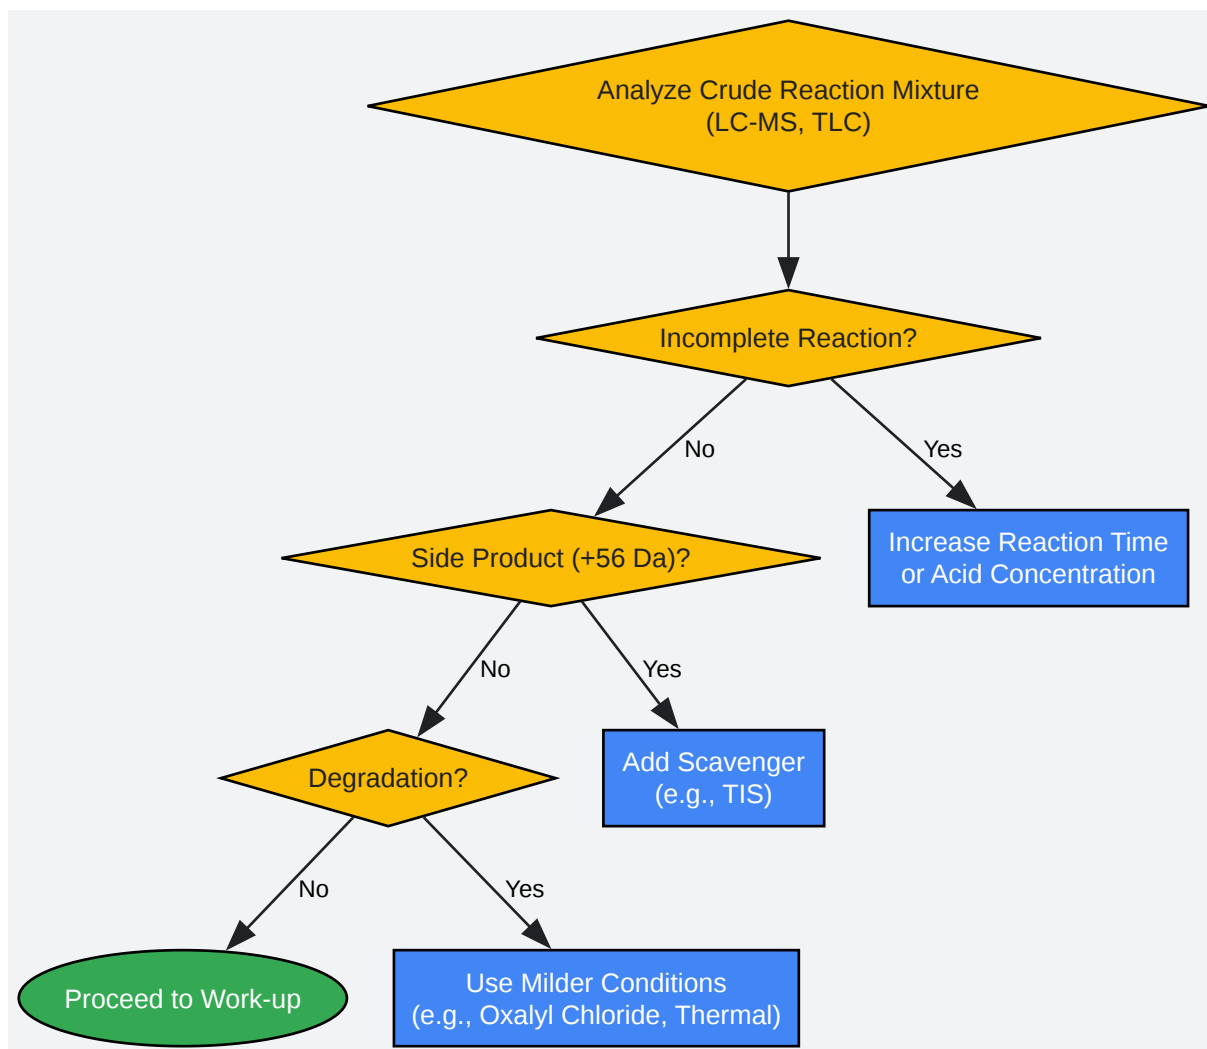 Analyze Crude Reaction Mixture
(LC-MS, TLC)
Incomplete Reaction?
No
Yes
Side Product (+56 Da)?
Increase Reaction Time
or Acid Concentration
No
Yes
Degradation?
Add Scavenger
(e.g., TIS)
No
Yes
Proceed to Work-up
Use Milder Conditions
(e.g., Oxalyl Chloride, Thermal)